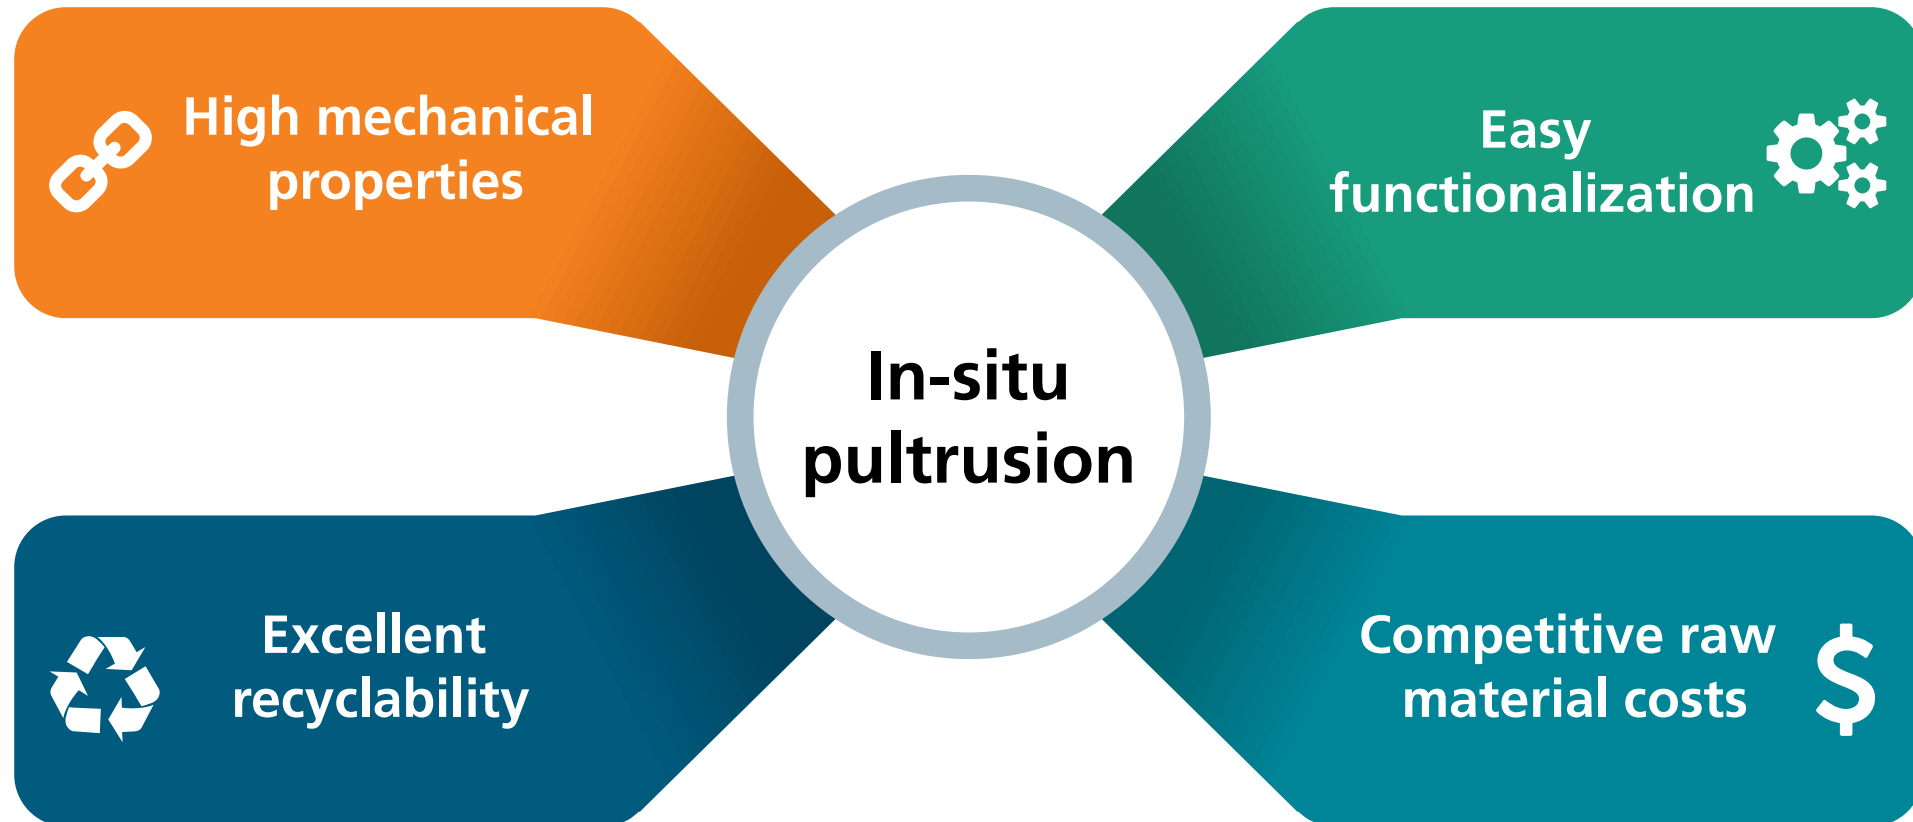 High mechanical
properties
Easy
functionalization
In-situ
pultrusion
Excellent
recyclability
Competitive raw
material costs